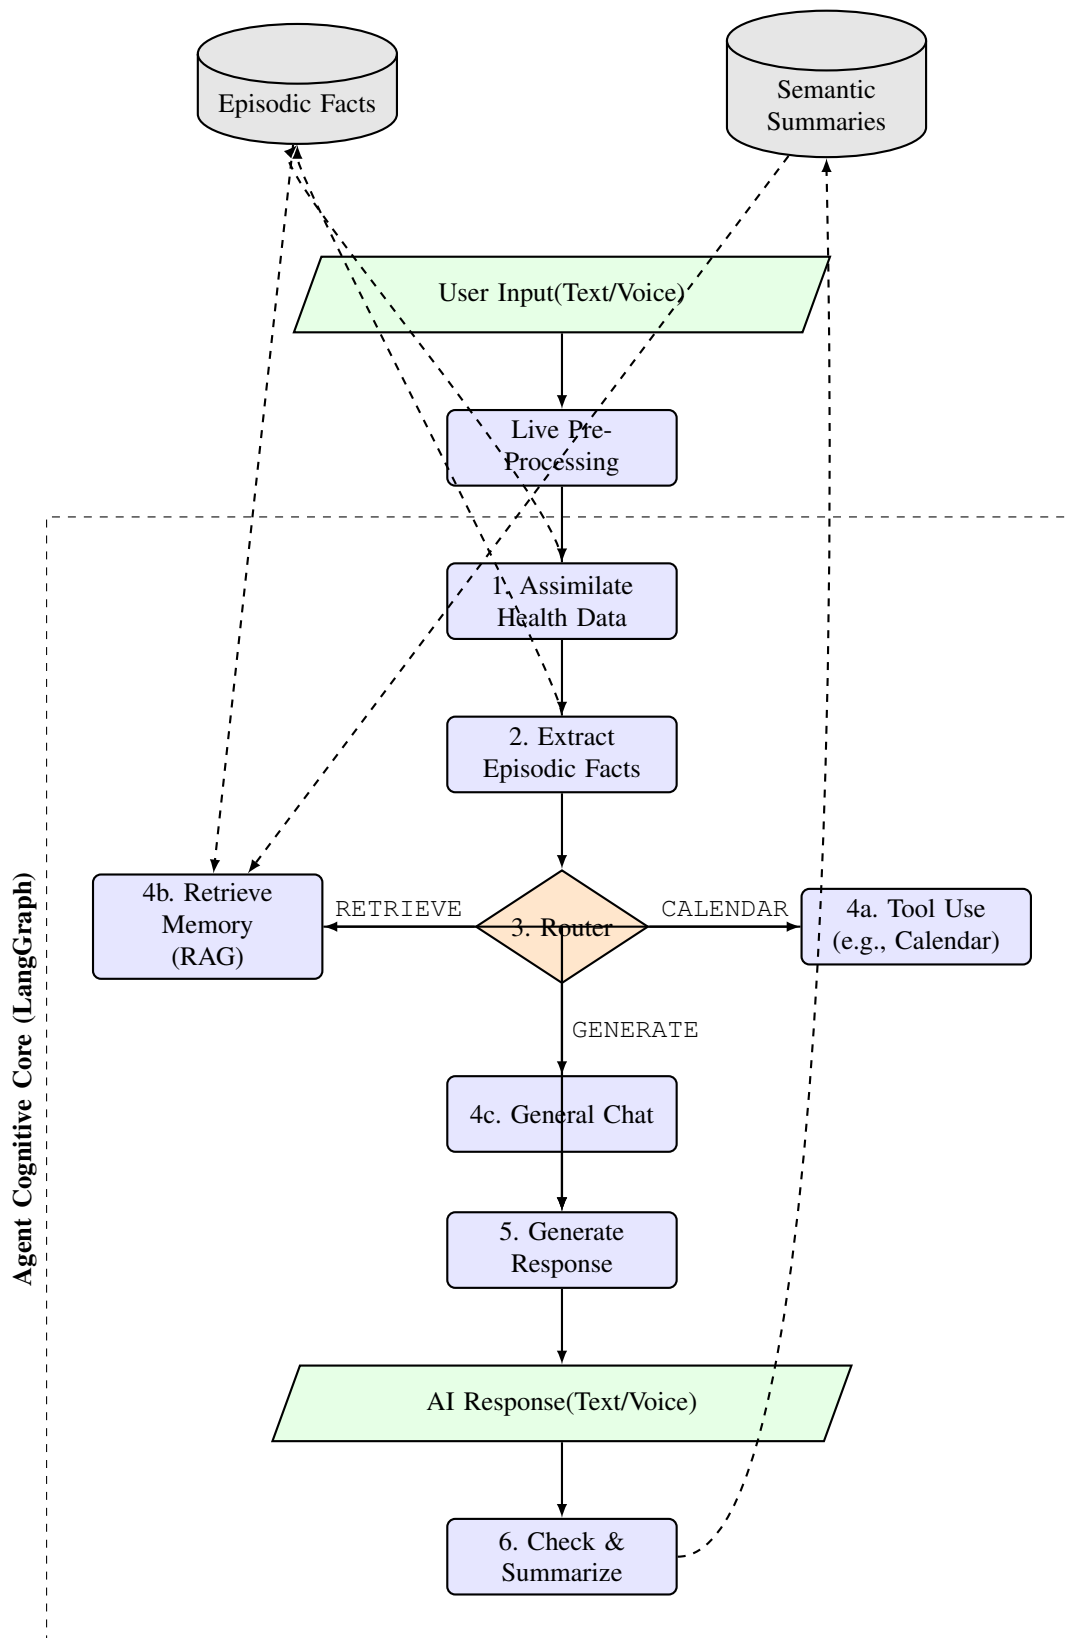 Episodic Facts
Semantic
Summaries
User Input(Text/Voice)
Live Pre-
Processing
1. Assimilate
Health Data
2. Extract
Episodic Facts
4b. Retrieve
Memory
(RAG)
RETRIEVE
3. Router
CALENDAR
4a. Tool Use
(e.g., Calendar)
GENERATE
Agent Cognitive Core (LangGraph)
4c. General Chat
5. Generate
Response
AI Response(Text/Voice)
6. Check &
Summarize